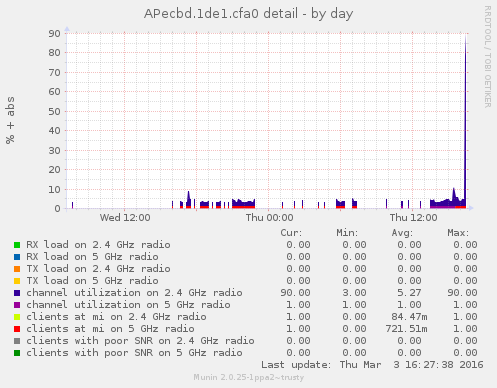 APecbd.1de1.cfa0 detail - by day
RRDTOOL / TOBI OETIKER
% + abs
90
80
70
60
50
40
30
20
10
0
Wed 12:00 Thu 00:00 Thu 12:00
Cur: Min: Avg: Max:
RX load on 2.4 GHz radio 0.00 0.00 0.00 0.00
RX load on 5 GHz radio 0.00 0.00 0.00 0.00
TX load on 2.4 GHz radio 0.00 0.00 0.00 0.00
TX load on 5 GHz radio 0.00 0.00 0.00 0.00
channel utilization on 2.4 GHz radio 90.00 3.00 5.27 90.00
channel utilization on 5 GHz radio 1.00 1.00 1.00 1.00
clients at mi on 2.4 GHz radio 1.00 0.00 84.47m 1.00
clients at mi on 5 GHz radio 1.00 0.00 721.51m 1.00
clients with poor SNR on 2.4 GHz radio 0.00 0.00 0.00 0.00
clients with poor SNR on 5 GHz radio 0.00 0.00 0.00 0.00
Last update: Thu Mar 3 16:27:38 2016
Munin 2.0.25-1ppa2~trusty